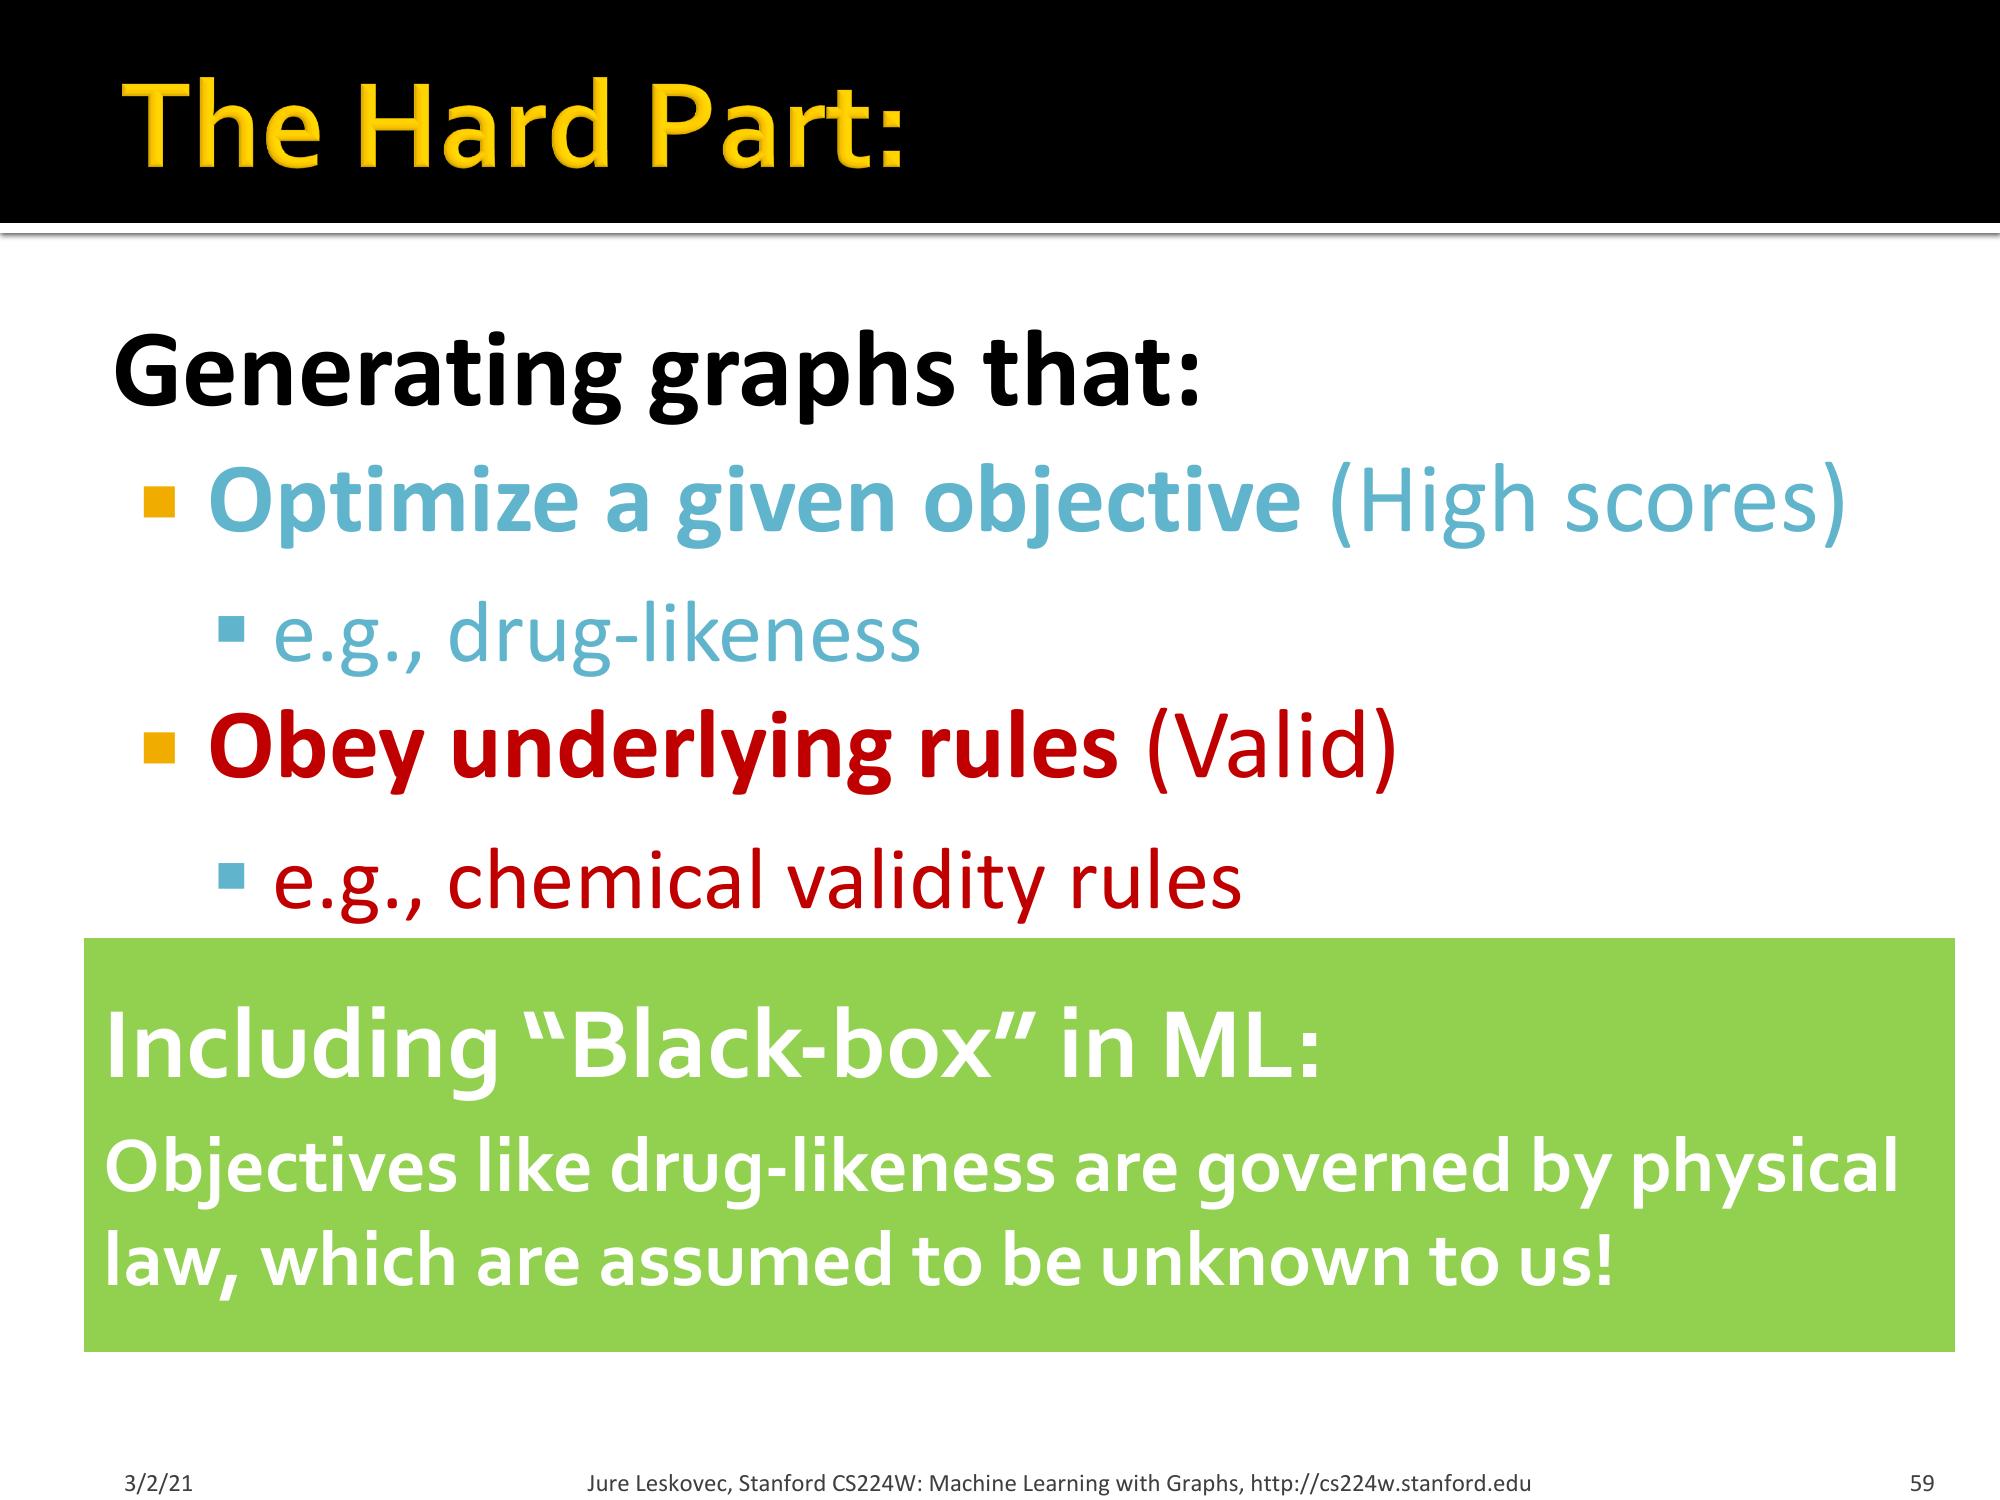 The Hard Part:
Generating graphs that:
Optimize a given objective (High scores)
e.g., drug-likeness
Obey underlying rules (Valid)
e.g., chemical validity rules
Including “Black-box” in ML:
Objectives like drug-likeness are governed by physical
law, which are assumed to be unknown to us!
3/2/21
Jure Leskovec, Stanford CS224W: Machine Learning with Graphs, http://cs224w.stanford.edu
59